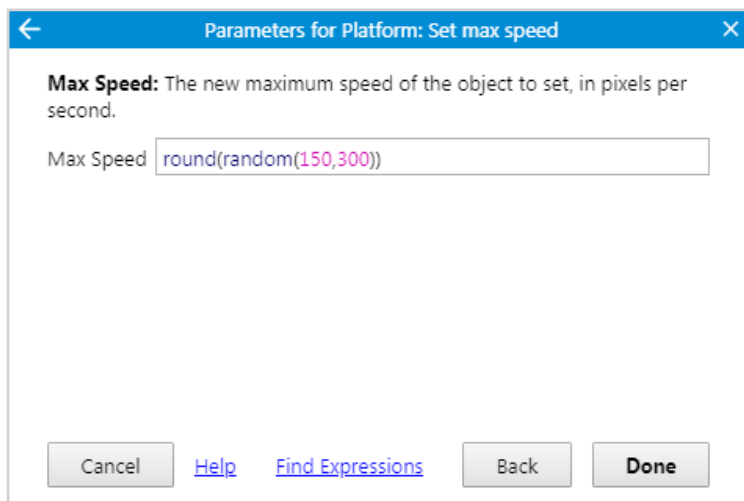 Parameters for Platform: Set max speed
Max Speed: The new maximum speed of the object to set, in pixels per
second.
Max Speed round(random(150,300))
Cancel Help Find Expressions Back Done